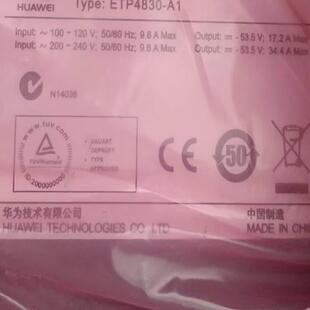 HUAWEI Type: ETP4830-A1
Input: ~ 100 - 120 V; 50/60 Hz; 9.8 A Max Output: -53.5 V; 17.2 A Max
Input: ~ 200 - 240 V; 50/60 Hz; 9.8 A Max Output: -53.5 V; 34.4 A Max
N14036
www.tuv.com
TÜVRheinland
ID:2000000000
TYPE
APPROVED
CE
50
华为技术有限公司 中国制造
HUAWEI TECHNOLOGIES CO LTD MADE IN CHI